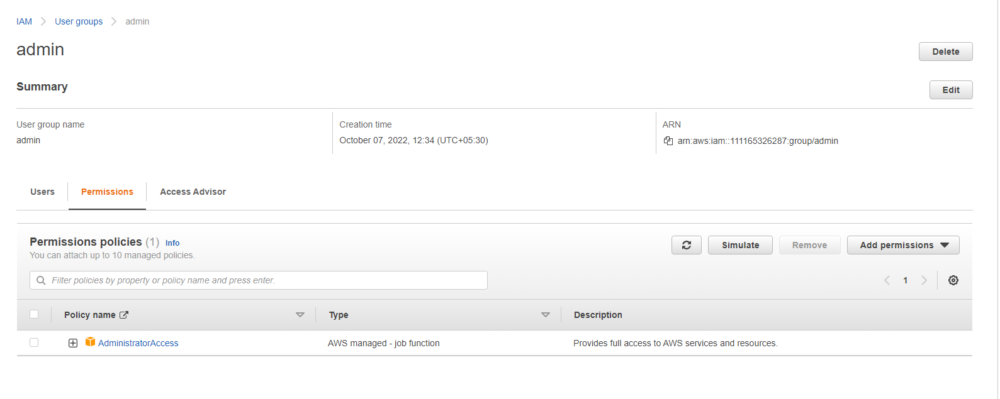 IAM User groups admin
admin
Delete
Summary
Edit
User group name
admin
Creation time
October 07, 2022, 12:34 (UTC+05:30)
ARN
arn:aws:iam::111165326287:group/admin
Users Permissions Access Advisor
Permissions policies (1) Info
You can attach up to 10 managed policies.
Simulate Remove Add permissions
Filter policies by property or policy name and press enter.
1
Policy name Type Description
AdministratorAccess AWS managed - job function Provides full access to AWS services and resources.